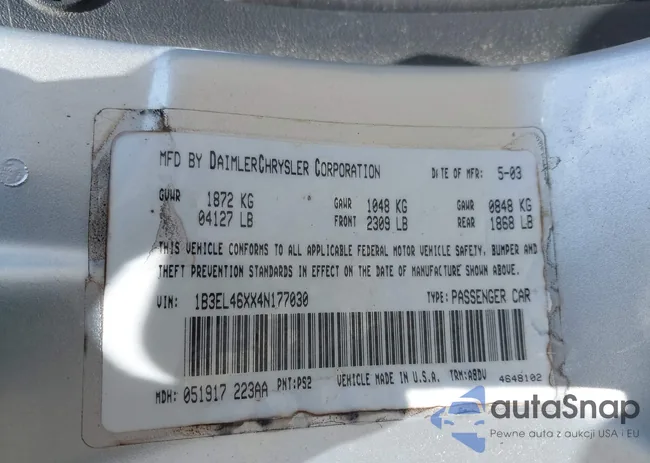 MFD BY DAIMLERCHRYSLER CORPORATION DATE OF MFR: 5-03
GVWR 1872 KG GAWR 1048 KG GAWR 0848 KG
04127 LB FRONT 2309 LB REAR 1868 LB
THIS VEHICLE CONFORMS TO ALL APPLICABLE FEDERAL MOTOR VEHICLE SAFETY, BUMPER AND
THEFT PREVENTION STANDARDS IN EFFECT ON THE DATE OF MANUFACTURE SHOWN ABOVE.
VIN: 1B3EL46XX4N177030 TYPE: PASSENGER CAR
MDH: 051917 223AA PNT:PS2 VEHICLE MADE IN U.S.A. TRM:A8DV 4648102
autaSnap
Pewne auta z aukcji USA i EU